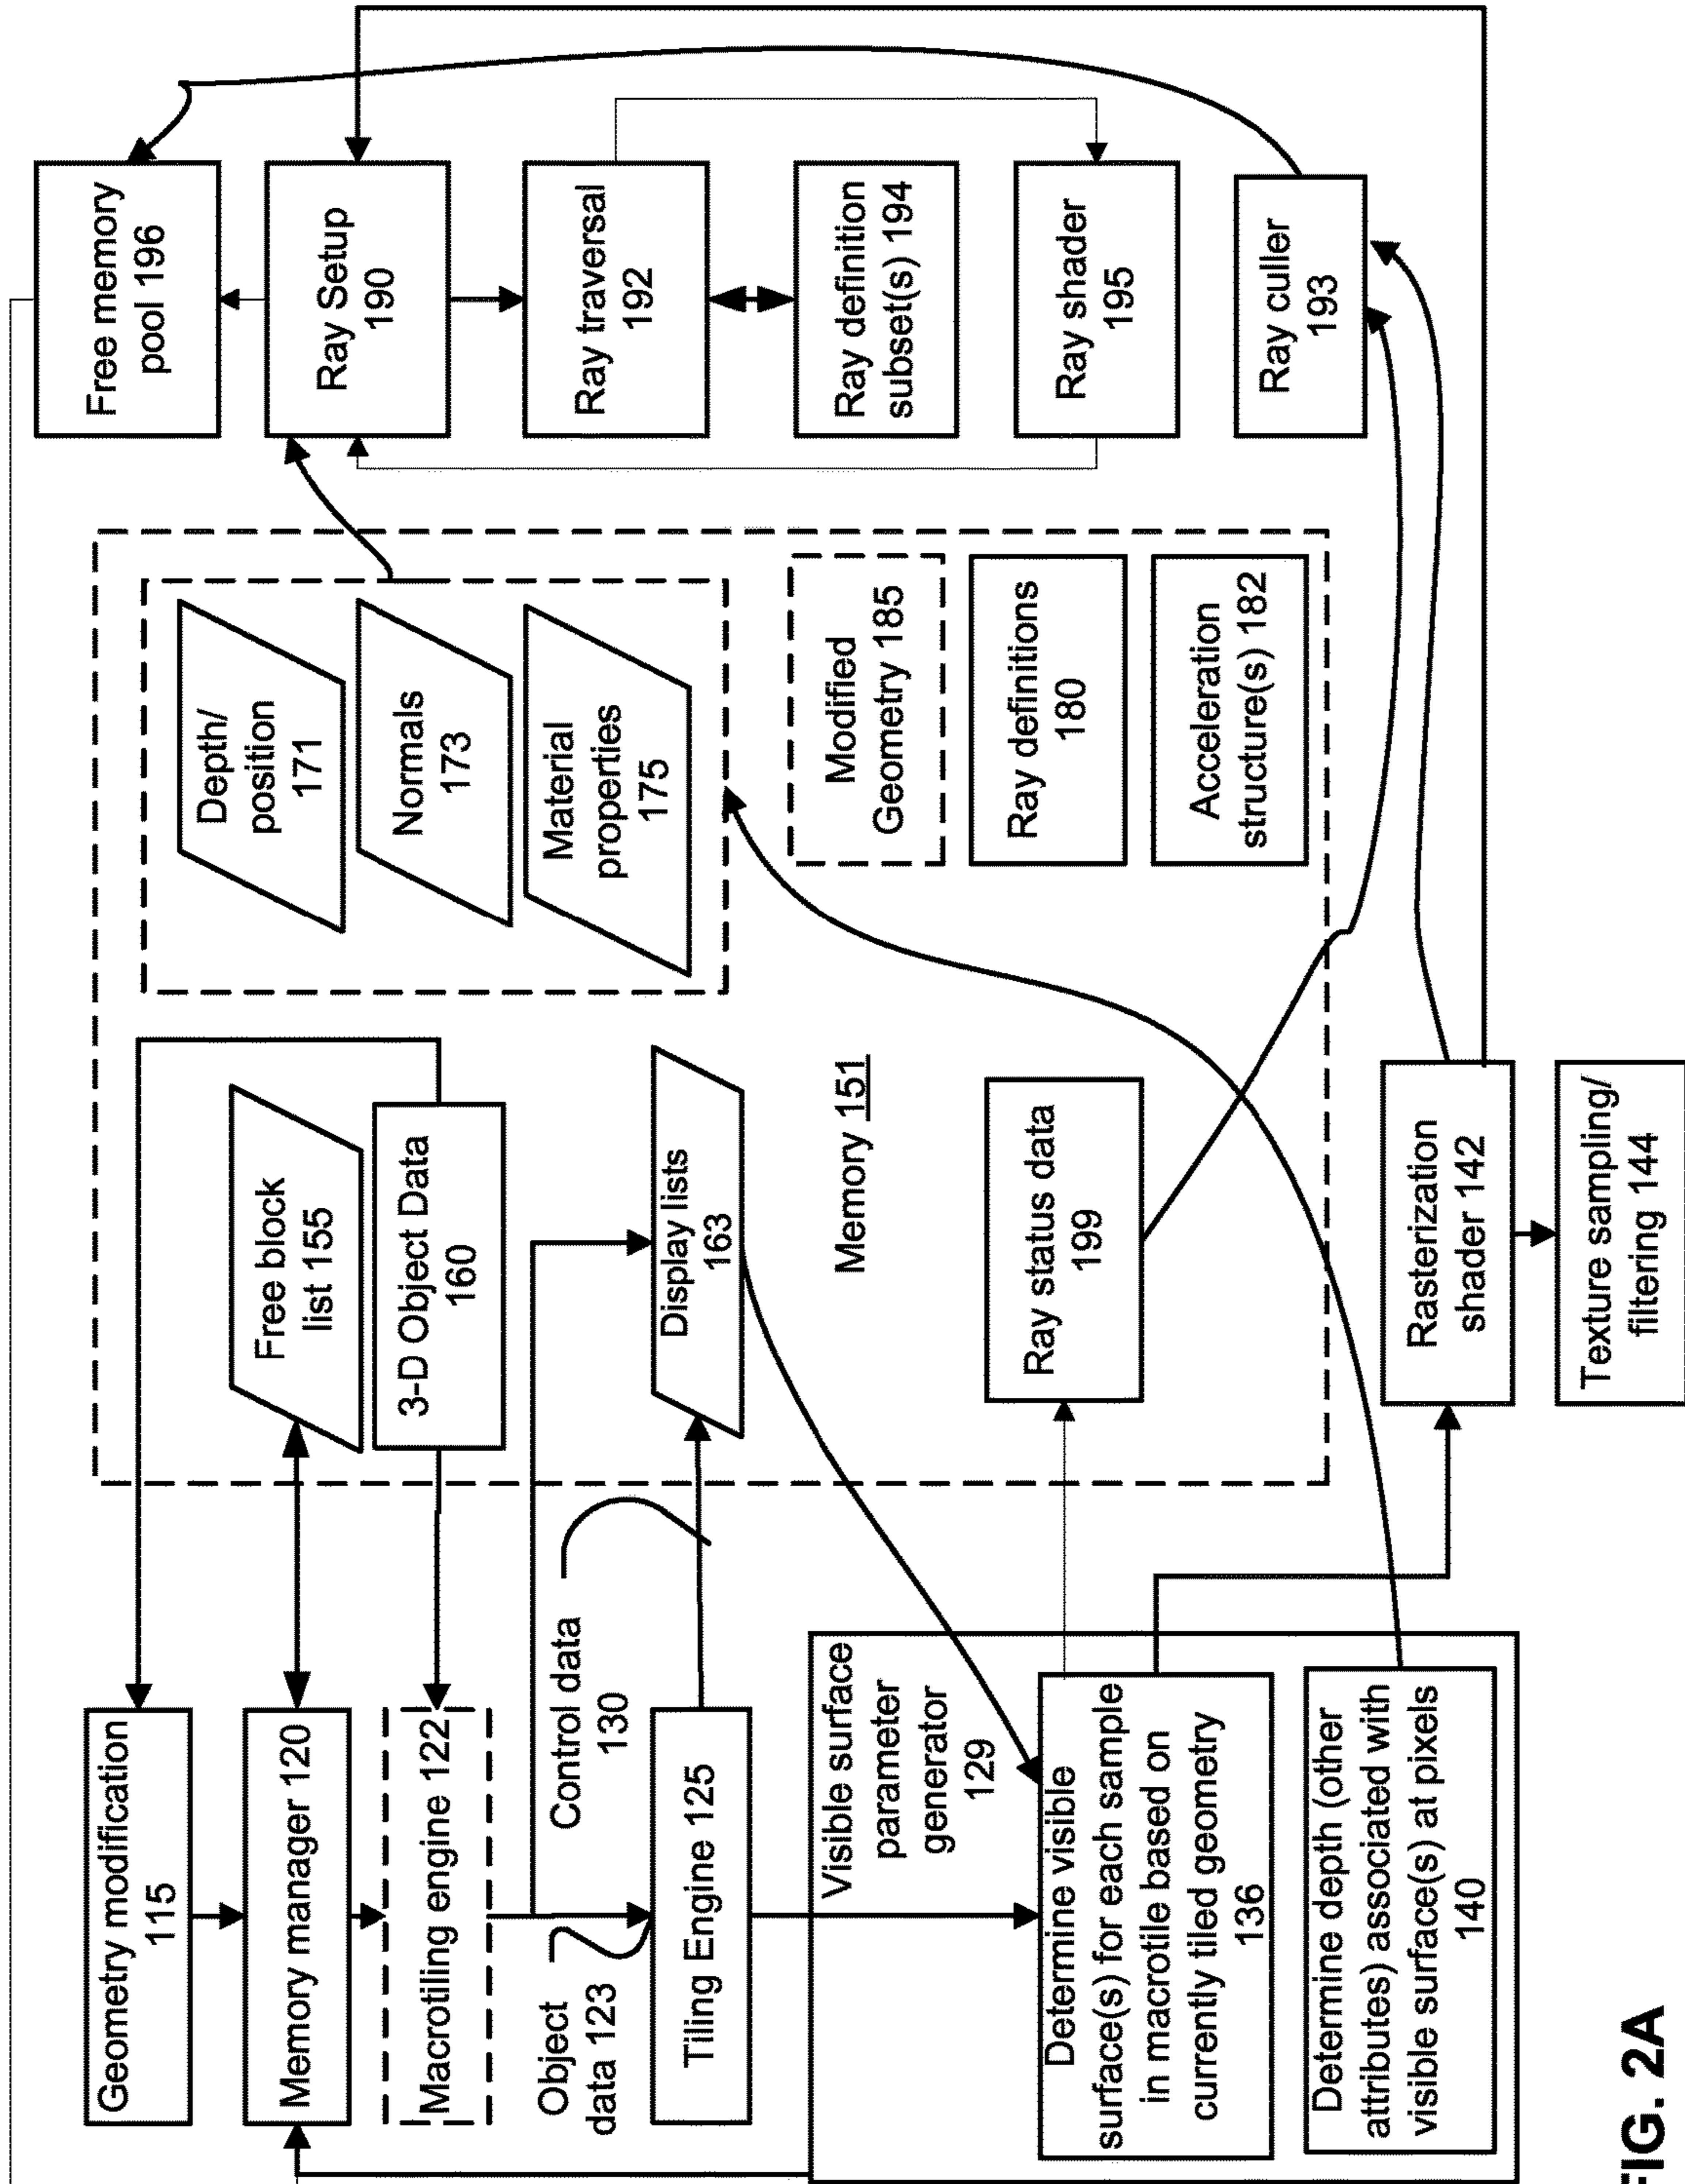 Geometry modification
115
Memory manager 120
Macrotiling engine 122
Object
data 123
Control data
130
Tiling Engine 125
Visible surface
parameter
generator
129
Determine visible
surface(s) for each sample
in macrotile based on
currently tiled geometry
136
Determine depth (other
attributes) associated with
visible surface(s) at pixels
140
Free block
list 155
3-D Object Data
160
Display lists
163
Memory 151
Ray status data
199
Rasterization
shader 142
Texture sampling/
filtering 144
Depth/
position
171
Normals
173
Material
properties
175
Modified
Geometry 185
Ray definitions
180
Acceleration
structure(s) 182
Free memory
pool 196
Ray Setup
190
Ray traversal
192
Ray definition
subset(s) 194
Ray shader
195
Ray culler
193
FIG. 2A